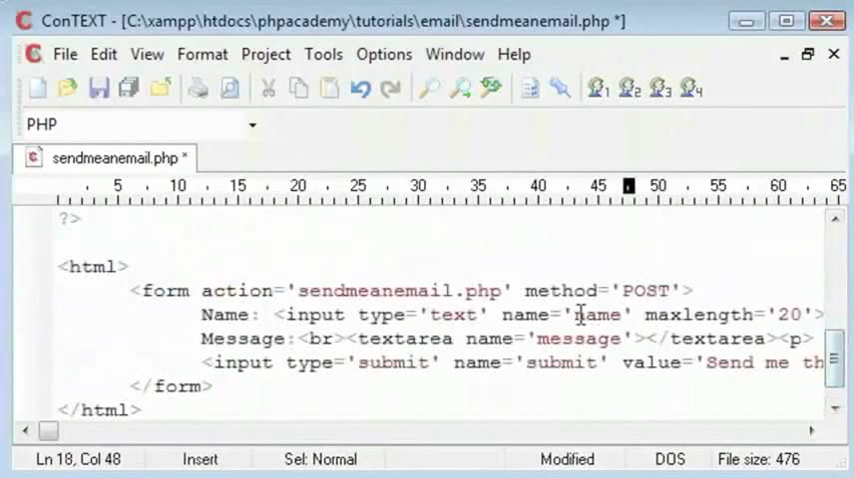 ConTEXT - [C:\xampp\htdocs\phpacademy\tutorials\email\sendmeanemail.php *]
File Edit View Format Project Tools Options Window Help
1 2 3 4
PHP
sendmeanemail.php *
5 10 15 20 25 30 35 40 45 50 55 60 65
?>
<html>
<form action='sendmeanemail.php' method='POST'>
Name: <input type='text' name='name' maxlength='20'>
Message:<br><textarea name='message'></textarea><p>
<input type='submit' name='submit' value='Send me th
</form>
</html>
Ln 18, Col 48 Insert Sel: Normal Modified DOS File size: 476